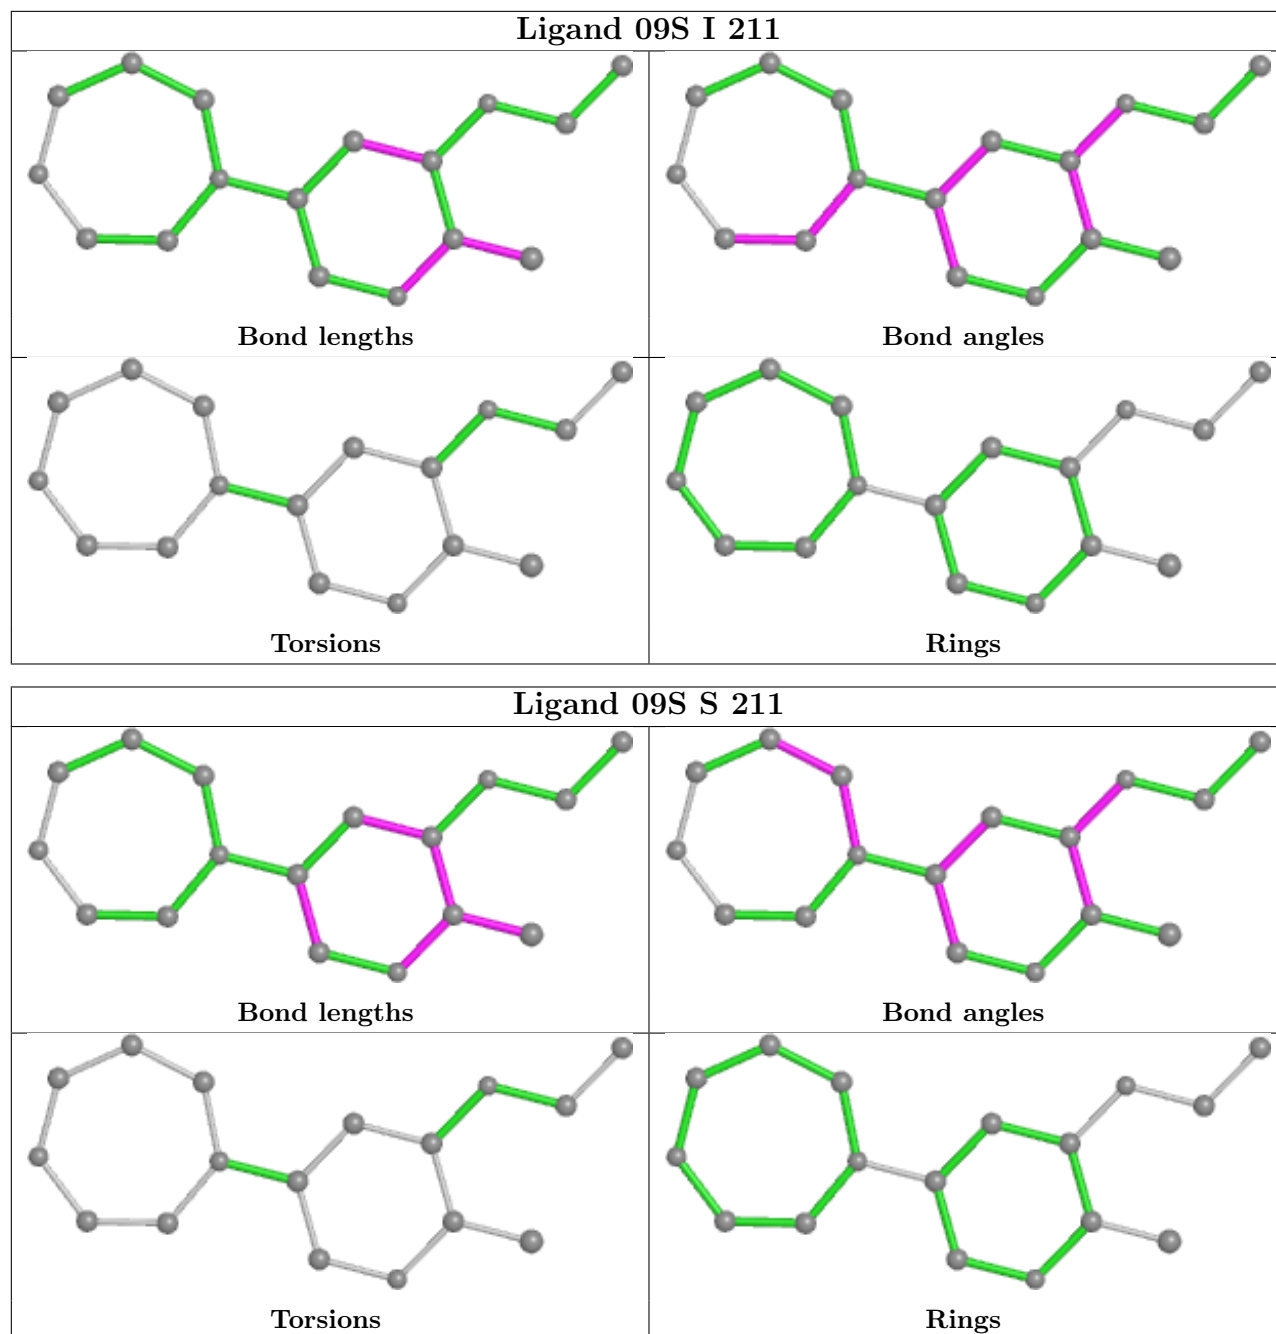 Ligand 09S I 211
Bond lengths
Bond angles
Torsions
Rings
Ligand 09S S 211
Bond lengths
Bond angles
Torsions
Rings